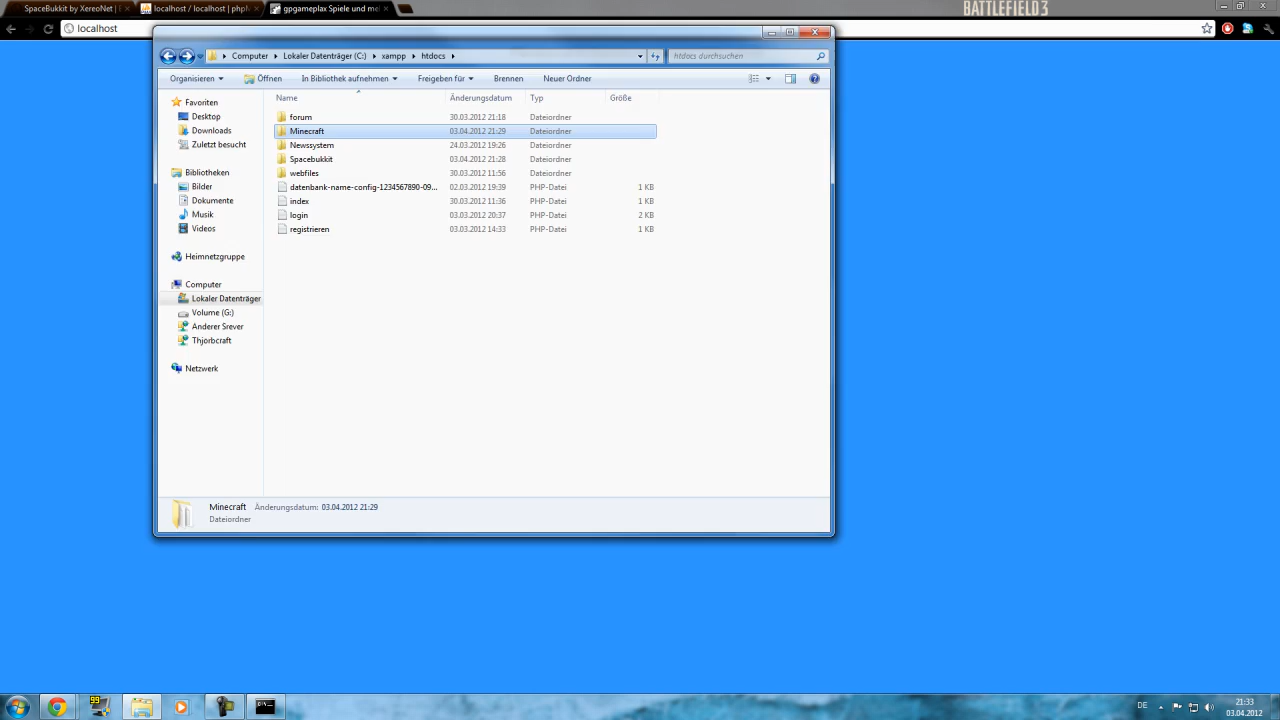 SpaceBukkit by XereoNet | E
localhost / localhost | phpM
gpgameplax Spiele und me
BATTLEFIELD 3
localhost
Computer
Lokaler Datenträger (C:)
xampp
htdocs
htdocs durchsuchen
Organisieren
Öffnen
In Bibliothek aufnehmen
Freigeben für
Brennen
Neuer Ordner
Name
Änderungsdatum
Typ
Größe
Favoriten
Desktop
Downloads
Zuletzt besucht
Bibliotheken
Bilder
Dokumente
Musik
Videos
Heimnetzgruppe
Computer
Lokaler Datenträger
Volume (G:)
Anderer Srever
Thjorbcraft
Netzwerk
forum 30.03.2012 21:18 Dateiordner
Minecraft 03.04.2012 21:29 Dateiordner
Newssystem 24.03.2012 19:26 Dateiordner
Spacebukkit 03.04.2012 21:28 Dateiordner
webfiles 30.03.2012 11:56 Dateiordner
datenbank-name-config-1234567890-09... 02.03.2012 19:39 PHP-Datei 1 KB
index 30.03.2012 11:36 PHP-Datei 1 KB
login 03.03.2012 20:37 PHP-Datei 2 KB
registrieren 03.03.2012 14:33 PHP-Datei 1 KB
Minecraft Änderungsdatum: 03.04.2012 21:29
Dateiordner
99
DE
21:33
03.04.2012